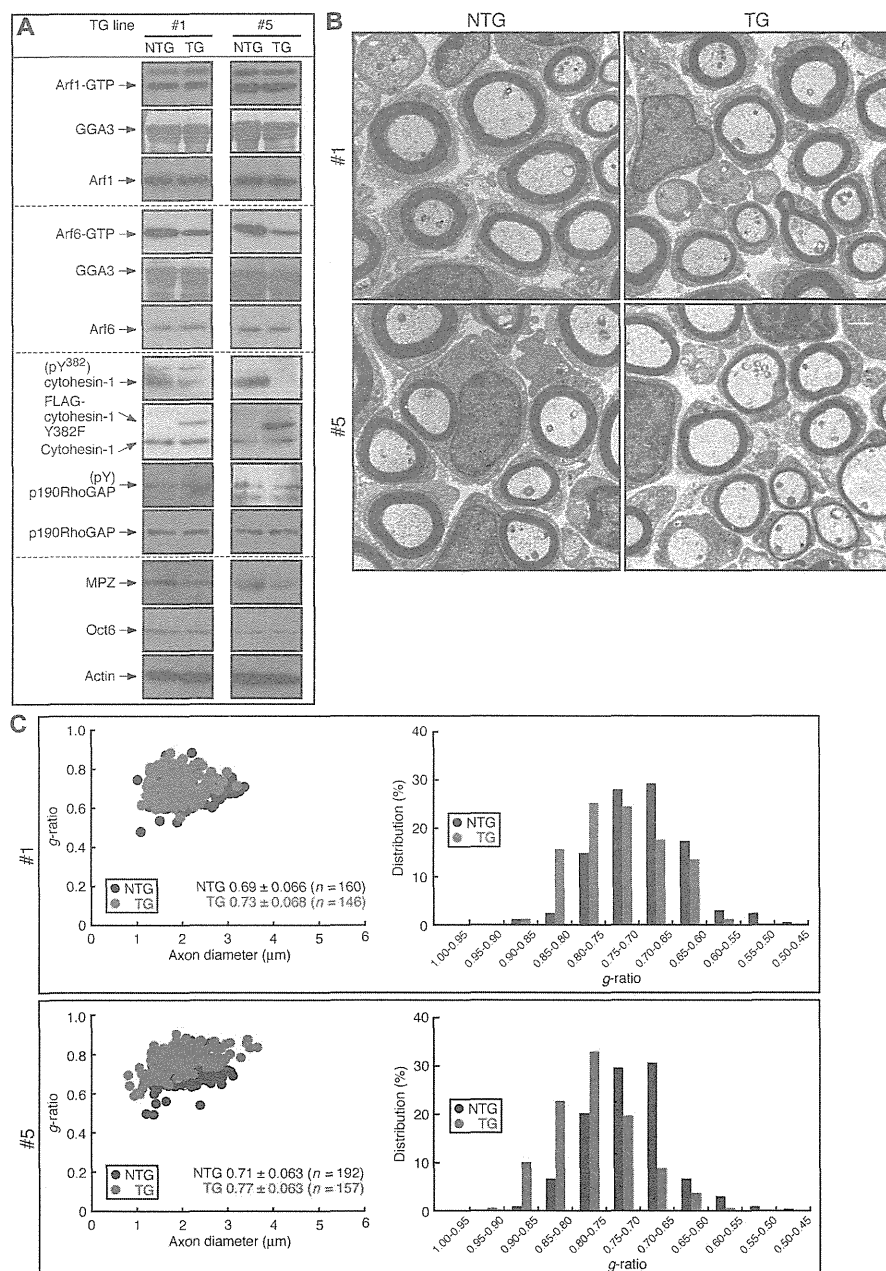 A
TG line #1 #5
NTG TG NTG TG
Arf1-GTP
GGA3
Arf1
Arf6-GTP
GGA3
Arf6
(pY382)
cytohesin-1
FLAG-
cytohesin-1
Y382F
Cytohesin-1
(pY)
p190RhoGAP
p190RhoGAP
MPZ
Oct6
Actin
B
NTG TG
#1
#5
C
#1
1.0
0.8
0.6
0.4
0.2
0
g-ratio
NTG
TG
NTG 0.69 ± 0.066 (n = 160)
TG 0.73 ± 0.068 (n = 146)
0 1 2 3 4 5 6
Axon diameter (µm)
40
30
20
10
0
Distribution (%)
NTG
TG
1.00-0.95 0.95-0.90 0.90-0.85 0.85-0.80 0.80-0.75 0.75-0.70 0.70-0.65 0.65-0.60 0.60-0.55 0.55-0.50 0.50-0.45
g-ratio
#5
1.0
0.8
0.6
0.4
0.2
0
g-ratio
NTG
TG
NTG 0.71 ± 0.063 (n = 192)
TG 0.77 ± 0.063 (n = 157)
0 1 2 3 4 5 6
Axon diameter (µm)
40
30
20
10
0
Distribution (%)
NTG
TG
1.00-0.95 0.95-0.90 0.90-0.85 0.85-0.80 0.80-0.75 0.75-0.70 0.70-0.65 0.65-0.60 0.60-0.55 0.55-0.50 0.50-0.45
g-ratio